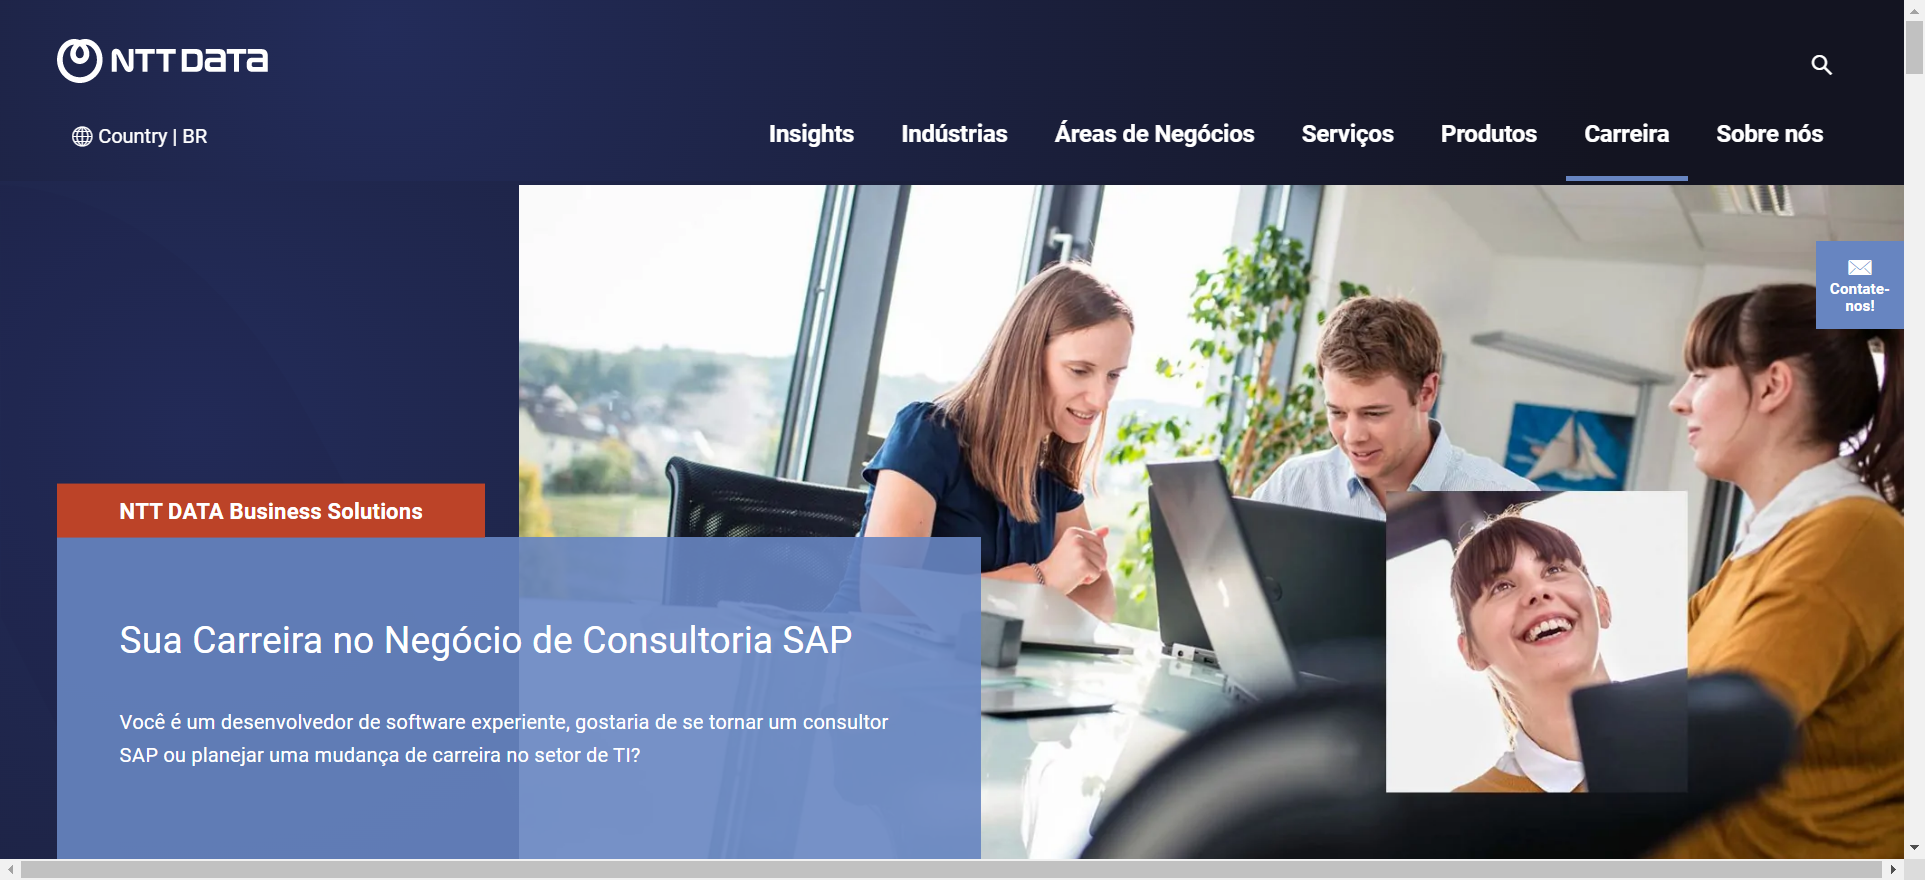 NTT DATA
Country | BR
Insights
Indústrias
Áreas de Negócios
Serviços
Produtos
Carreira
Sobre nós
Contate-
nos!
NTT DATA Business Solutions
Sua Carreira no Negócio de Consultoria SAP
Você é um desenvolvedor de software experiente, gostaria de se tornar um consultor
SAP ou planejar uma mudança de carreira no setor de TI?